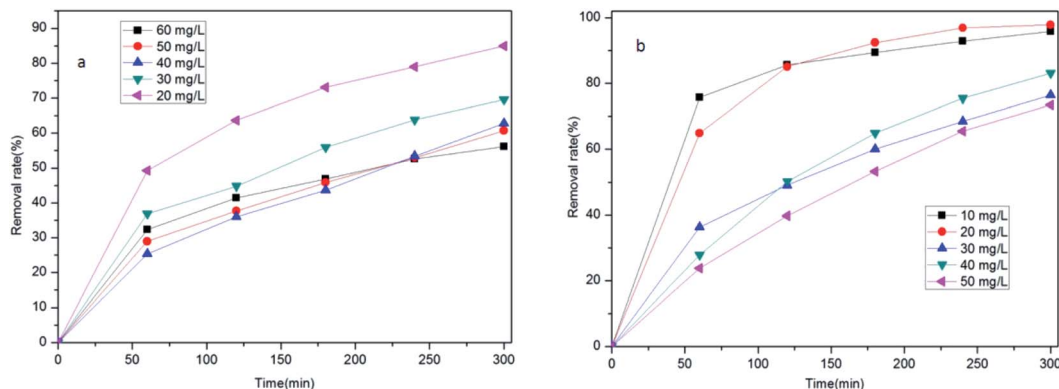 a
60 mg/L
50 mg/L
40 mg/L
30 mg/L
20 mg/L
Removal rate(%)
90
80
70
60
50
40
30
20
10
0
0 50 100 150 200 250 300
Time(min)
b
10 mg/L
20 mg/L
30 mg/L
40 mg/L
50 mg/L
Removal rate(%)
100
80
60
40
20
0
0 50 100 150 200 250 300
Time(min)